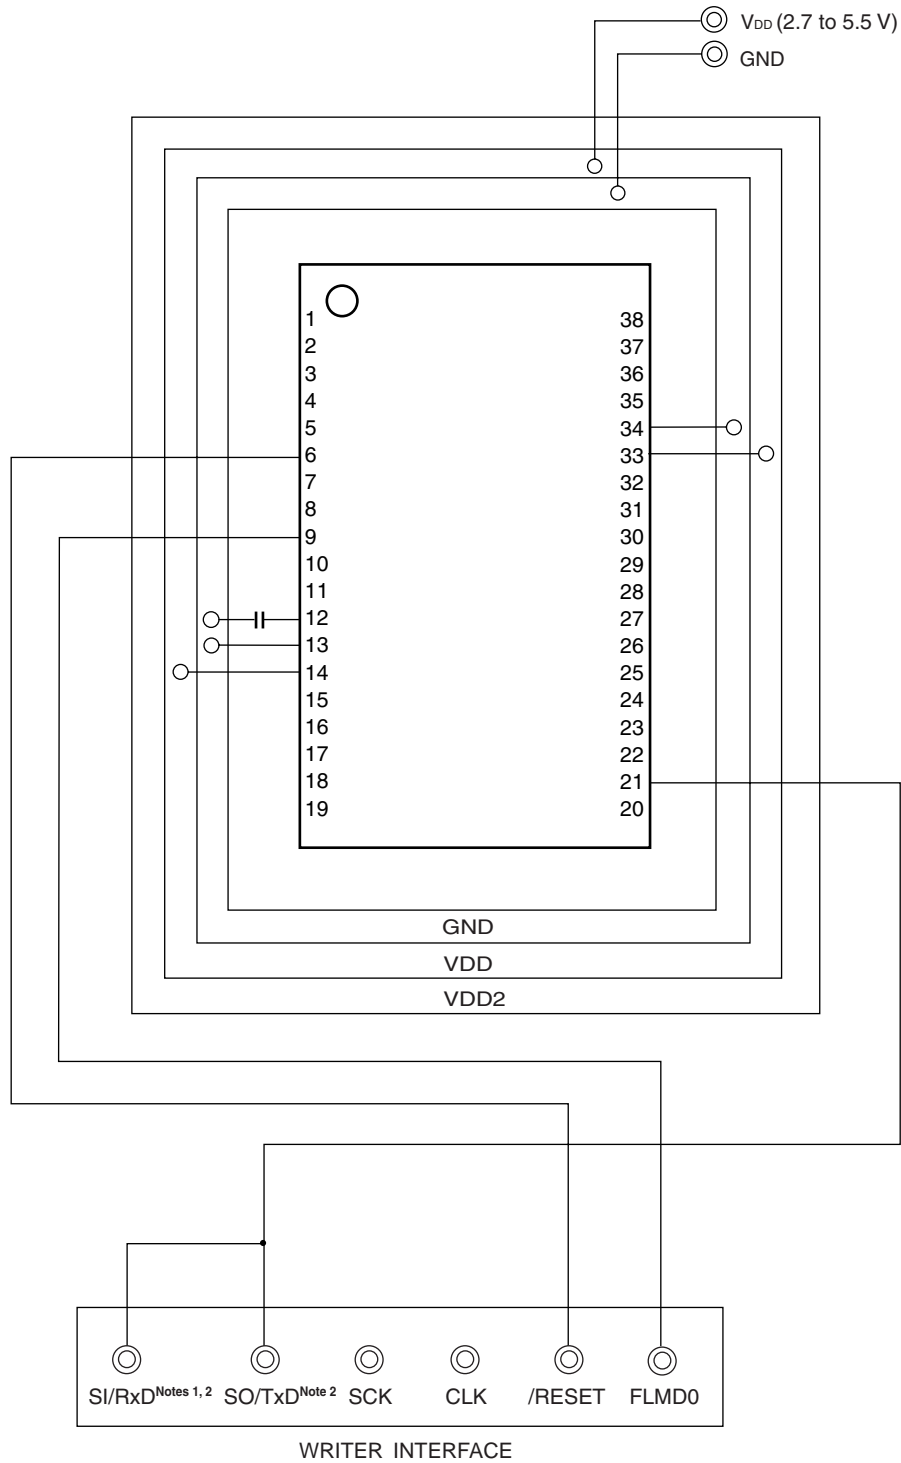 VDD (2.7 to 5.5 V)
GND
1 38
2 37
3 36
4 35
5 34
6 33
7 32
8 31
9 30
10 29
11 28
12 27
13 26
14 25
15 24
16 23
17 22
18 21
19 20
GND
VDD
VDD2
SI/RxDNotes 1, 2 SO/TxDNote 2 SCK CLK /RESET FLMD0
WRITER INTERFACE